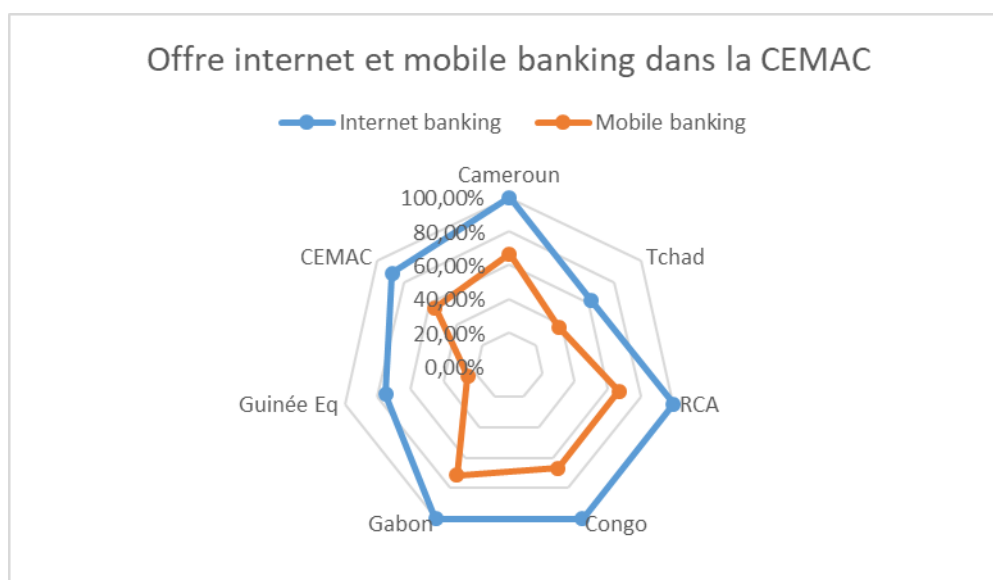 Offre internet et mobile banking dans la CEMAC
Internet banking
Mobile banking
Cameroun
100,00%
80,00%
60,00%
40,00%
20,00%
0,00%
CEMAC
Tchad
Guinée Eq
RCA
Gabon
Congo